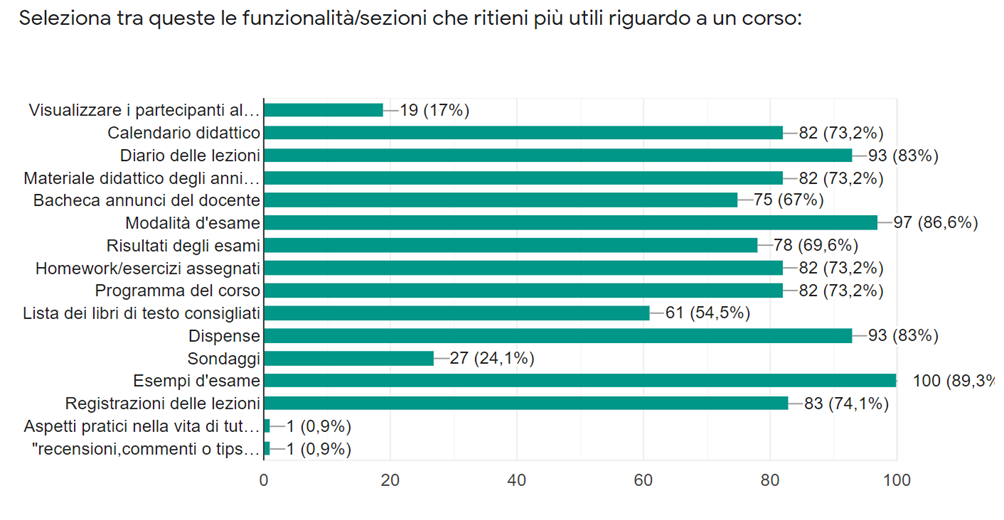 Seleziona tra queste le funzionalità/sezioni che ritieni più utili riguardo a un corso:
Visualizzare i partecipanti al… 19 (17%)
Calendario didattico 82 (73,2%)
Diario delle lezioni 93 (83%)
Materiale didattico degli anni… 82 (73,2%)
Bacheca annunci del docente 75 (67%)
Modalità d'esame 97 (86,6%)
Risultati degli esami 78 (69,6%)
Homework/esercizi assegnati 82 (73,2%)
Programma del corso 82 (73,2%)
Lista dei libri di testo consigliati 61 (54,5%)
Dispense 93 (83%)
Sondaggi 27 (24,1%)
Esempi d'esame 100 (89,3%
Registrazioni delle lezioni 83 (74,1%)
Aspetti pratici nella vita di tut… 1 (0,9%)
"recensioni,commenti o tips… 1 (0,9%)
0 20 40 60 80 100